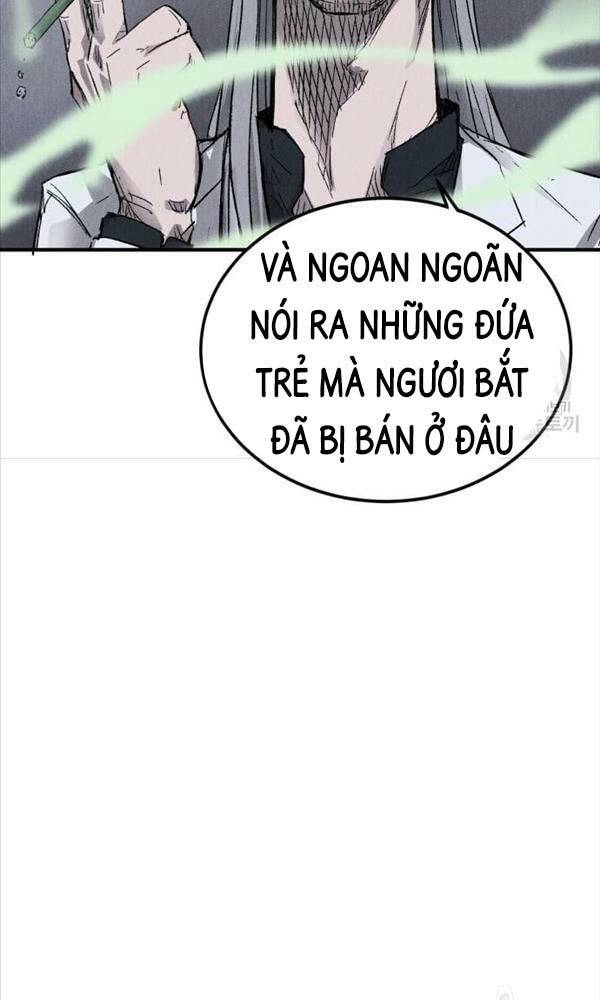 VÀ NGOAN NGOÃN
NÓI RA NHỮNG ĐỨA
TRẺ MÀ NGƯƠI BẮT
ĐÃ BỊ BÁN Ở ĐÂU